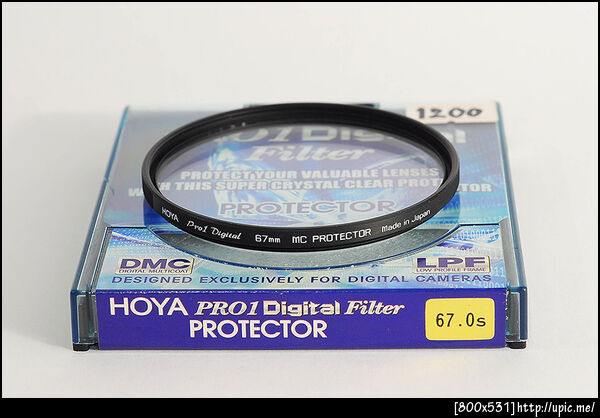 1200
PRO1 Digital
Filter
PROTECT YOUR VALUABLE LENSES
WITH THIS SUPER CRYSTAL CLEAR PROTECTOR
PROTECTOR
HOYA Pro1 Digital 67mm MC PROTECTOR Made in Japan
DMC
DIGITAL MULTICOAT
LPF
LOW PROFILE FRAME
DESIGNED EXCLUSIVELY FOR DIGITAL CAMERAS
HOYA PRO1 Digital Filter
PROTECTOR
67.0s
[800x531]http://upic.me/